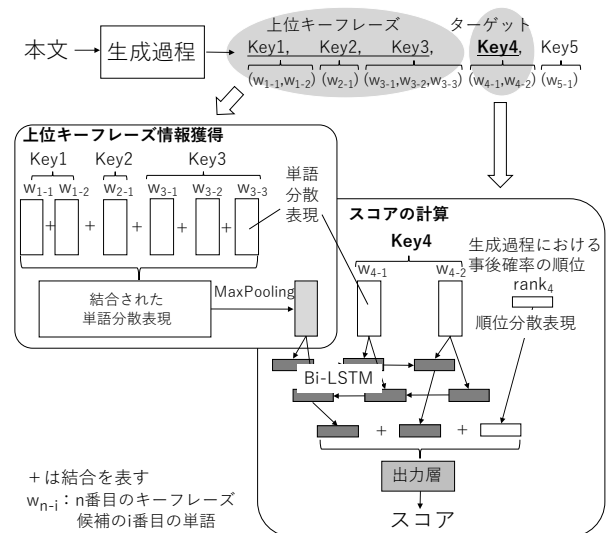 上位キーフレーズ ターゲット
本文 生成過程 Key1, Key2, Key3, Key4, Key5
(w1-1,w1-2) (w2-1) (w3-1,w3-2,w3-3) (w4-1,w4-2) (w5-1)
上位キーフレーズ情報獲得
Key1 Key2 Key3
w1-1 w1-2 w2-1 w3-1 w3-2 w3-3
+ + + + +
単語
分散
表現
結合された
単語分散表現
MaxPooling
スコアの計算
Key4
w4-1 w4-2
生成過程における
事後確率の順位
rank4
順位分散表現
Bi-LSTM
+ +
出力層
スコア
+は結合を表す
wn-i：n番目のキーフレーズ
候補のi番目の単語